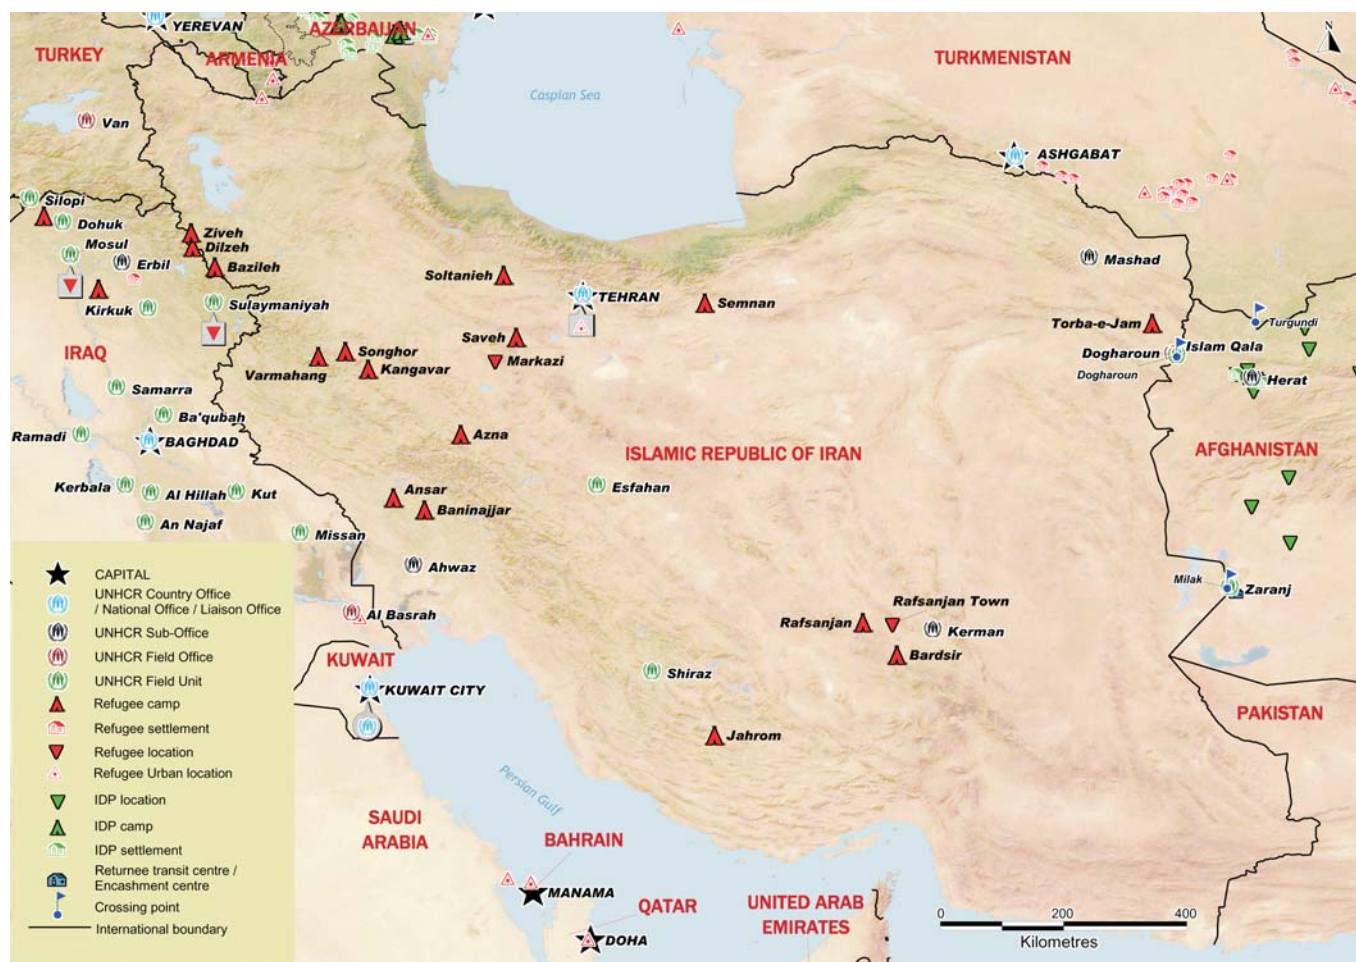 YEREVAN
AZERBAIJAN
N
TURKEY
ARMENIA
TURKMENISTAN
Caspian Sea
Van
ASHGABAT
Silopi
Dohuk
Ziveh
Mosul
Dilzeh
Erbil
Bazileh
Soltanieh
Mashad
TEHRAN
Semnan
Kirkuk
Sulaymaniyah
Torba-e-Jam
Turgundi
IRAQ
Saveh
Songhor
Markazi
Dogharoun
Islam Qala
Varmahang
Kangavar
Dogharoun
Herat
Samarra
Ba'qubah
Ramadi
BAGHDAD
Azna
ISLAMIC REPUBLIC OF IRAN
AFGHANISTAN
Kerbala
Al Hillah
Kut
Ansar
Esfahan
Baninajjar
An Najaf
Missan
Ahwaz
Milak
Zaranj
Al Basrah
Rafsanjan Town
Rafsanjan
Kerman
KUWAIT
Bardsir
Shiraz
KUWAIT CITY
PAKISTAN
Jahrom
Persian Gulf
SAUDI
ARABIA
BAHRAIN
MANAMA
QATAR
UNITED ARAB
EMIRATES
DOHA
CAPITAL
UNHCR Country Office
/ National Office / Liaison Office
UNHCR Sub-Office
UNHCR Field Office
UNHCR Field Unit
Refugee camp
Refugee settlement
Refugee location
Refugee Urban location
IDP location
IDP camp
IDP settlement
Returnee transit centre /
Encashment centre
Crossing point
International boundary
0 200 400
Kilometres